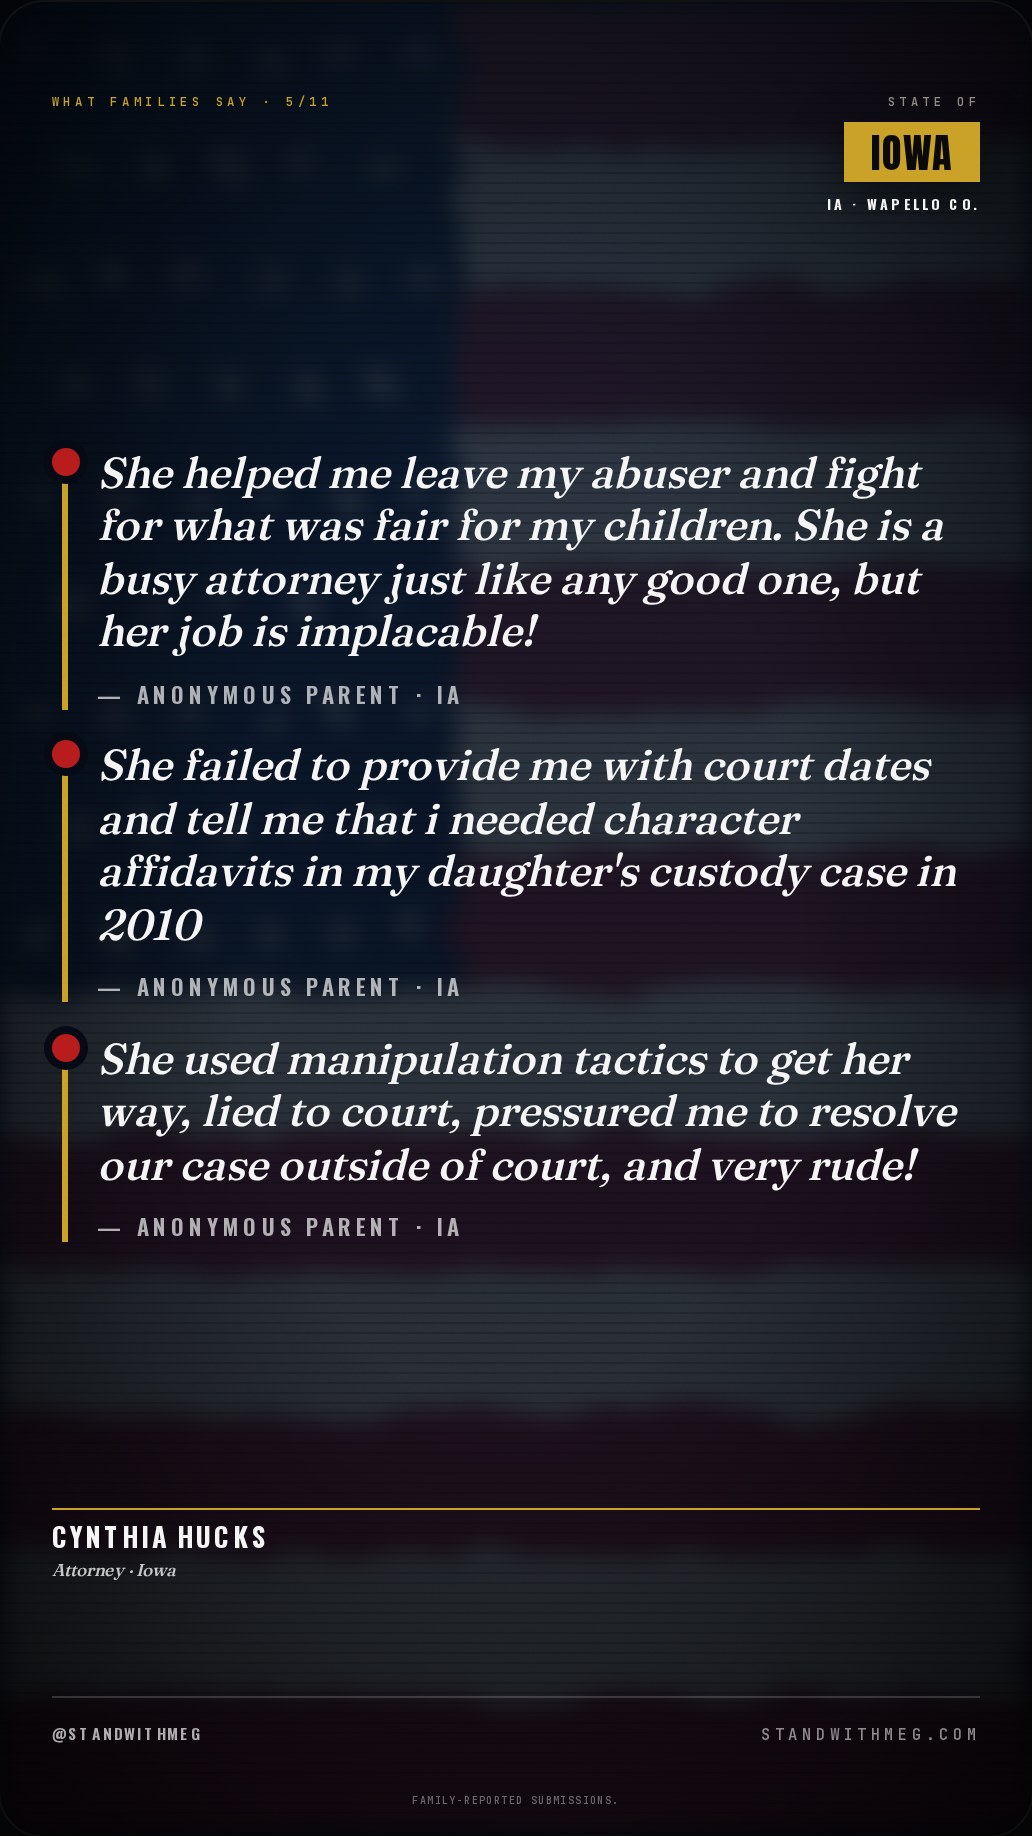 WHAT FAMILIES SAY · 5/11
STATE OF
IOWA
IA · WAPELLO CO.
She helped me leave my abuser and fight
for what was fair for my children. She is a
busy attorney just like any good one, but
her job is implacable!
— ANONYMOUS PARENT · IA
She failed to provide me with court dates
and tell me that i needed character
affidavits in my daughter's custody case in
2010
— ANONYMOUS PARENT · IA
She used manipulation tactics to get her
way, lied to court, pressured me to resolve
our case outside of court, and very rude!
— ANONYMOUS PARENT · IA
CYNTHIA HUCKS
Attorney · Iowa
@STANDWITHMEG
STANDWITHMEG.COM
FAMILY-REPORTED SUBMISSIONS.